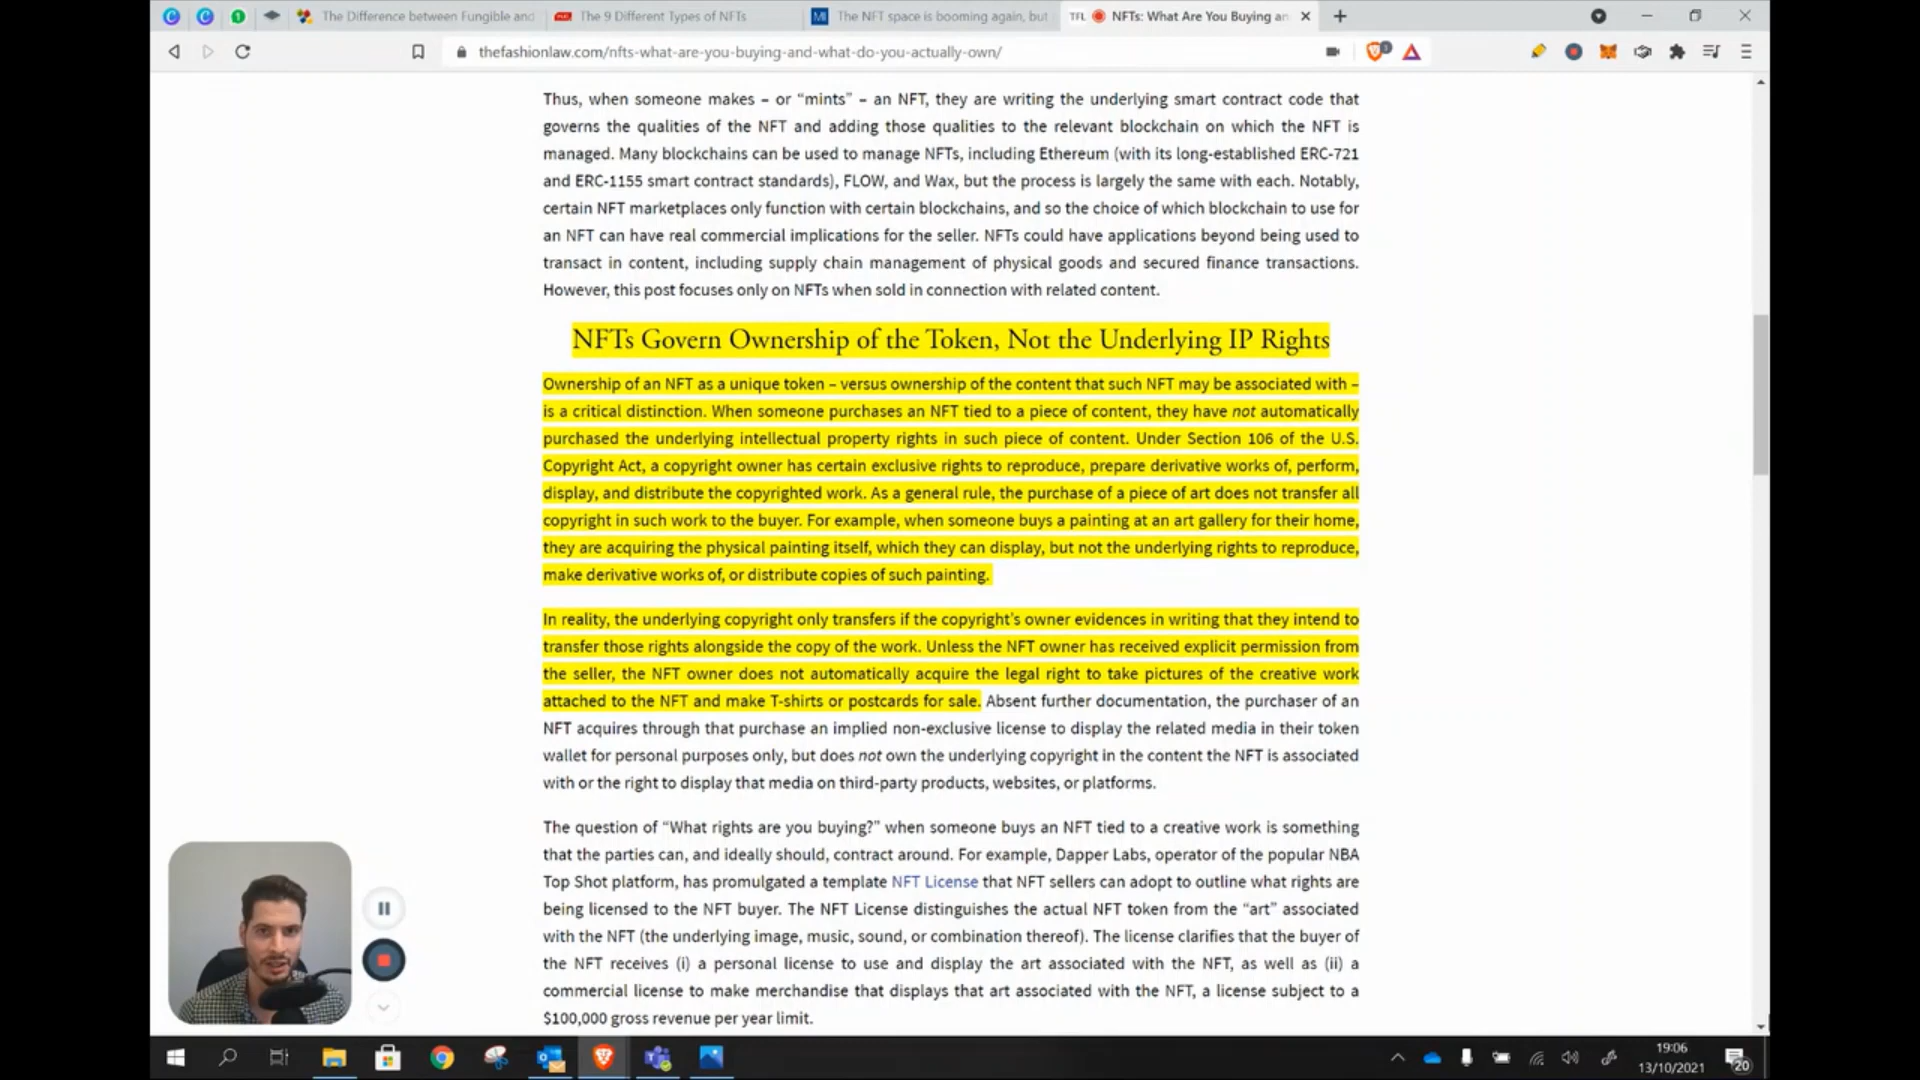 The Difference between Fungible and
The 9 Different Types of NFTs
The NFT space is booming again, but
TFL
NFTs: What Are You Buying an
thefashionlaw.com/nfts-what-are-you-buying-and-what-do-you-actually-own/
Thus, when someone makes – or “mints” – an NFT, they are writing the underlying smart contract code that
governs the qualities of the NFT and adding those qualities to the relevant blockchain on which the NFT is
managed. Many blockchains can be used to manage NFTs, including Ethereum (with its long-established ERC-721
and ERC-1155 smart contract standards), FLOW, and Wax, but the process is largely the same with each. Notably,
certain NFT marketplaces only function with certain blockchains, and so the choice of which blockchain to use for
an NFT can have real commercial implications for the seller. NFTs could have applications beyond being used to
transact in content, including supply chain management of physical goods and secured finance transactions.
However, this post focuses only on NFTs when sold in connection with related content.
NFTs Govern Ownership of the Token, Not the Underlying IP Rights
Ownership of an NFT as a unique token – versus ownership of the content that such NFT may be associated with –
is a critical distinction. When someone purchases an NFT tied to a piece of content, they have not automatically
purchased the underlying intellectual property rights in such piece of content. Under Section 106 of the U.S.
Copyright Act, a copyright owner has certain exclusive rights to reproduce, prepare derivative works of, perform,
display, and distribute the copyrighted work. As a general rule, the purchase of a piece of art does not transfer all
copyright in such work to the buyer. For example, when someone buys a painting at an art gallery for their home,
they are acquiring the physical painting itself, which they can display, but not the underlying rights to reproduce,
make derivative works of, or distribute copies of such painting.
In reality, the underlying copyright only transfers if the copyright’s owner evidences in writing that they intend to
transfer those rights alongside the copy of the work. Unless the NFT owner has received explicit permission from
the seller, the NFT owner does not automatically acquire the legal right to take pictures of the creative work
attached to the NFT and make T-shirts or postcards for sale. Absent further documentation, the purchaser of an
NFT acquires through that purchase an implied non-exclusive license to display the related media in their token
wallet for personal purposes only, but does not own the underlying copyright in the content the NFT is associated
with or the right to display that media on third-party products, websites, or platforms.
The question of “What rights are you buying?” when someone buys an NFT tied to a creative work is something
that the parties can, and ideally should, contract around. For example, Dapper Labs, operator of the popular NBA
Top Shot platform, has promulgated a template NFT License that NFT sellers can adopt to outline what rights are
being licensed to the NFT buyer. The NFT License distinguishes the actual NFT token from the “art” associated
with the NFT (the underlying image, music, sound, or combination thereof). The license clarifies that the buyer of
the NFT receives (i) a personal license to use and display the art associated with the NFT, as well as (ii) a
commercial license to make merchandise that displays that art associated with the NFT, a license subject to a
$100,000 gross revenue per year limit.
19:06
13/10/2021
20